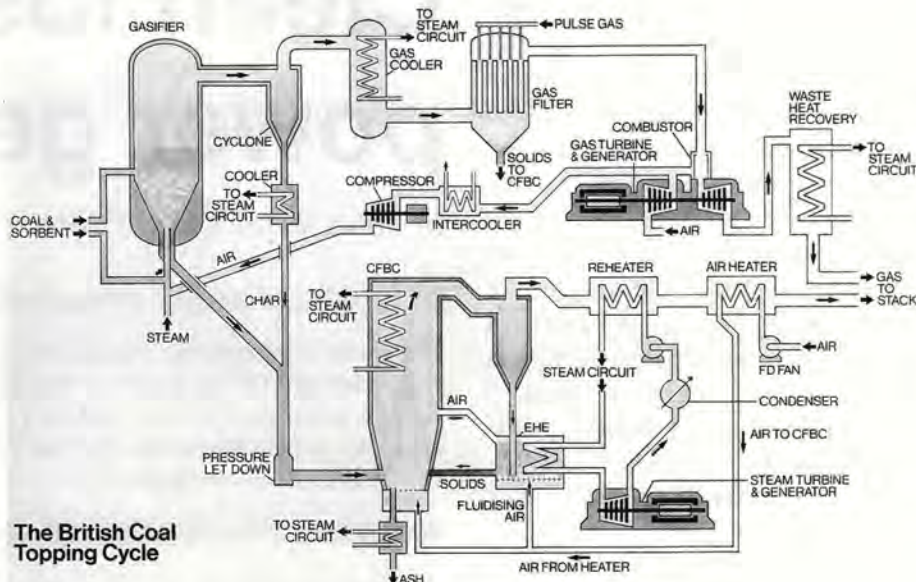 GASIFIER
TO
STEAM
CIRCUIT
GAS
COOLER
PULSE GAS
GAS
FILTER
WASTE
HEAT
RECOVERY
CYCLONE
COMBUSTOR
GAS TURBINE
& GENERATOR
SOLIDS
TO
CFBC
TO
STEAM
CIRCUIT
COOLER
TO
STEAM
CIRCUIT
COMPRESSOR
INTERCOOLER
COAL &
SORBENT
AIR
AIR
CFBC
REHEATER
AIR HEATER
GAS
TO
STACK
CHAR
TO
STEAM
CIRCUIT
STEAM
AIR
FD FAN
STEAM CIRCUIT
CONDENSER
AIR
EHE
AIR TO CFBC
PRESSURE
LET DOWN
SOLIDS
FLUIDISING
AIR
STEAM TURBINE
& GENERATOR
The British Coal
Topping Cycle
TO STEAM
CIRCUIT
ASH
AIR FROM HEATER